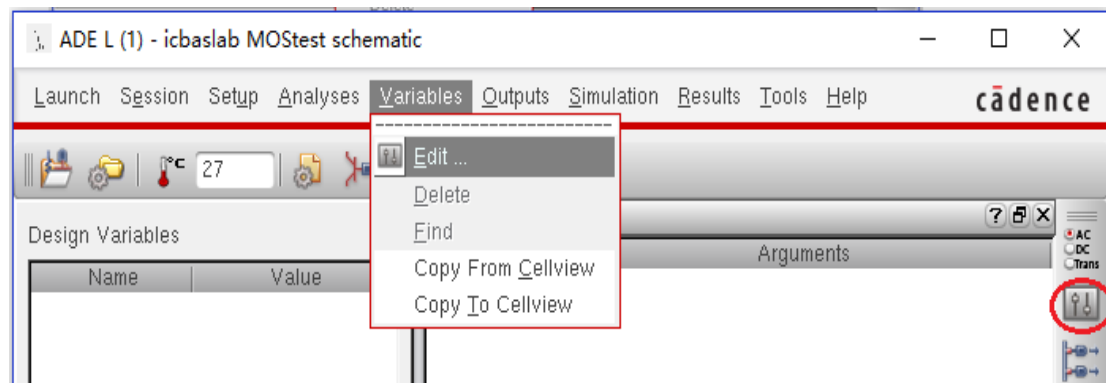 Delete
ADE L (1) - icbaslab MOStest schematic
Launch Session Setup Analyses Variables Outputs Simulation Results Tools Help cādence
°C 27
Edit ...
Delete
Find
Copy From Cellview
Copy To Cellview
Design Variables
Name Value
Arguments
AC
DC
Trans